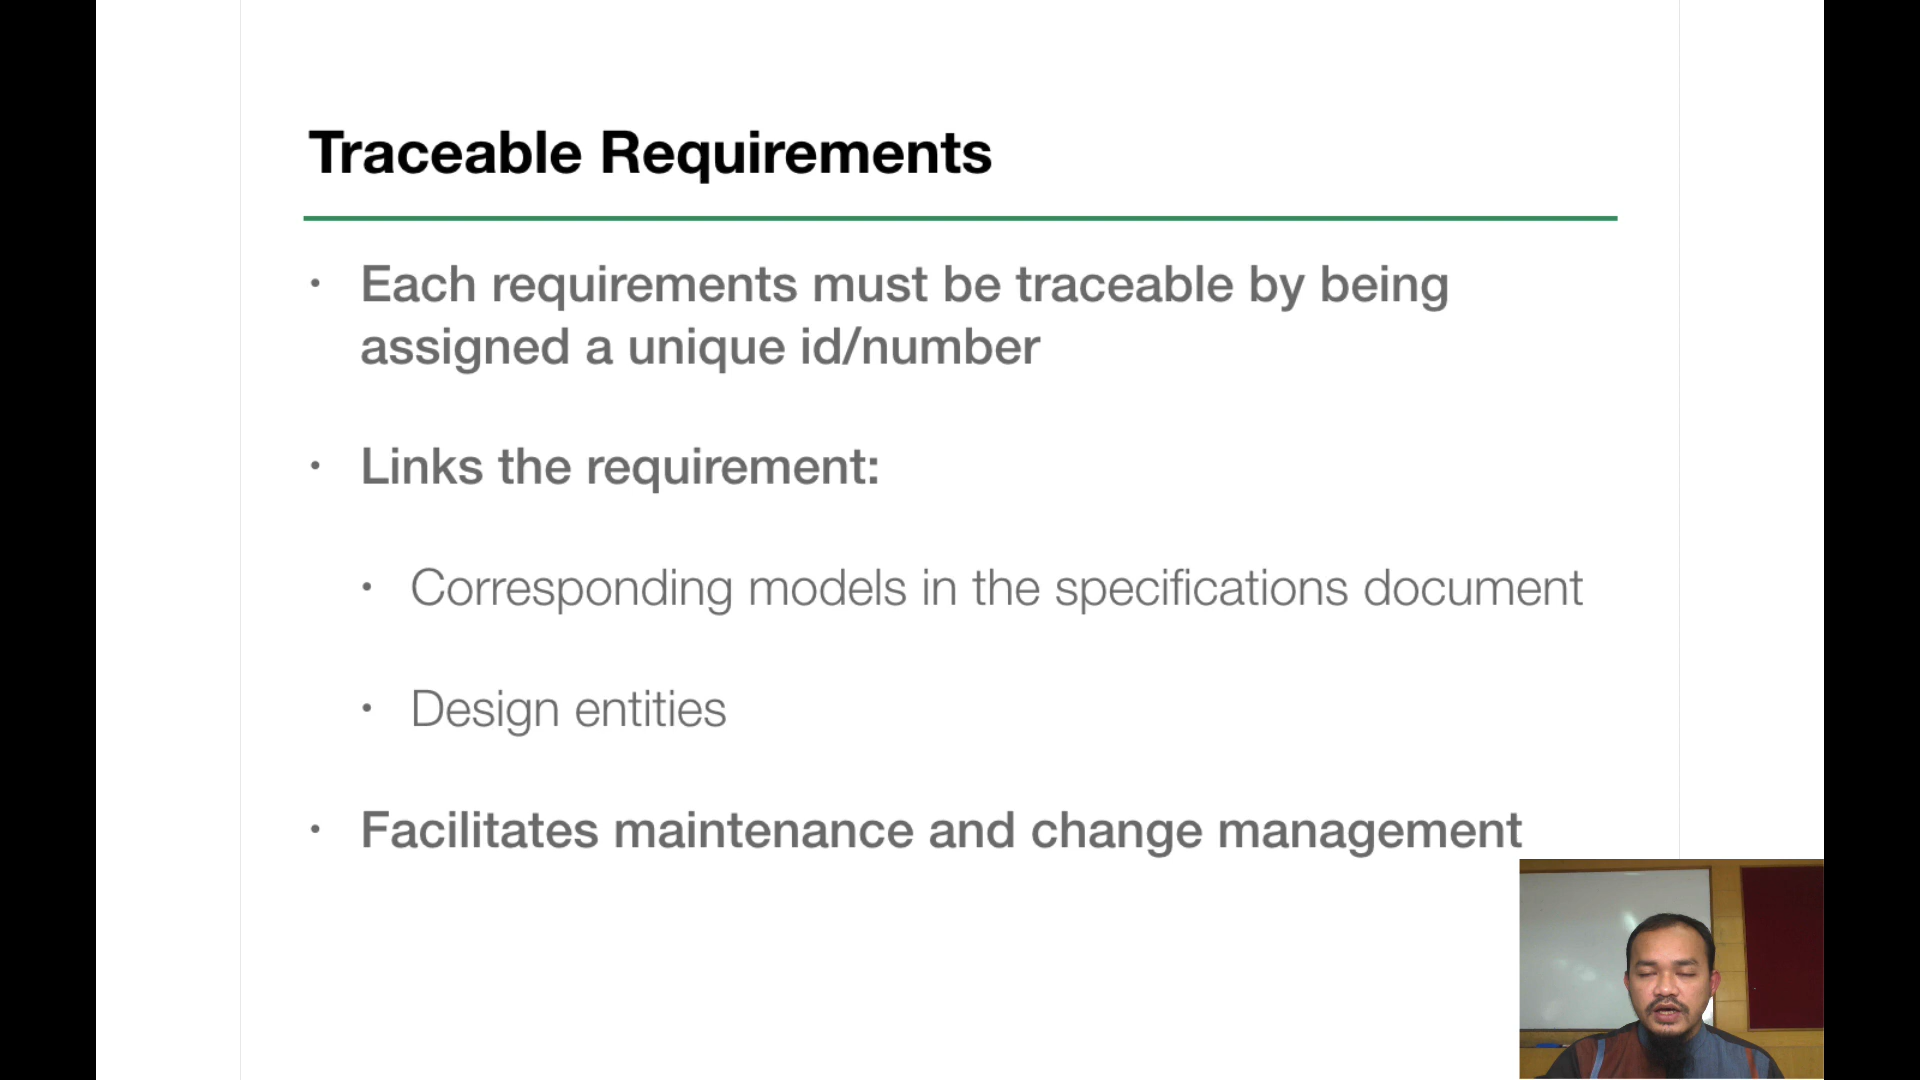 Traceable Requirements
• Each requirements must be traceable by being
assigned a unique id/number
• Links the requirement:
• Corresponding models in the specifications document
• Design entities
• Facilitates maintenance and change management